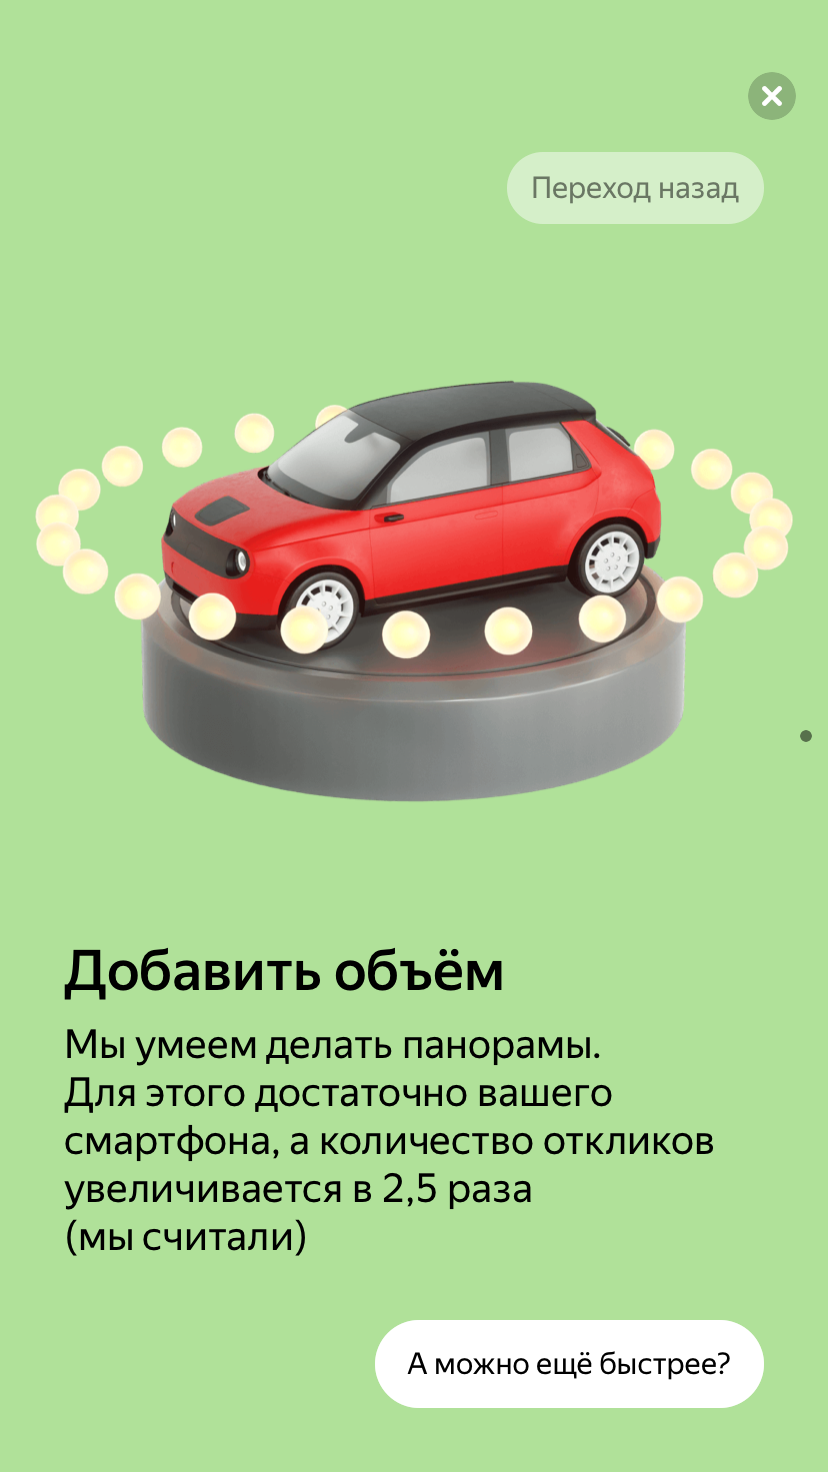 Переход назад
Добавить объём
Мы умеем делать панорамы.
Для этого достаточно вашего
смартфона, а количество откликов
увеличивается в 2,5 раза
(мы считали)
А можно ещё быстрее?